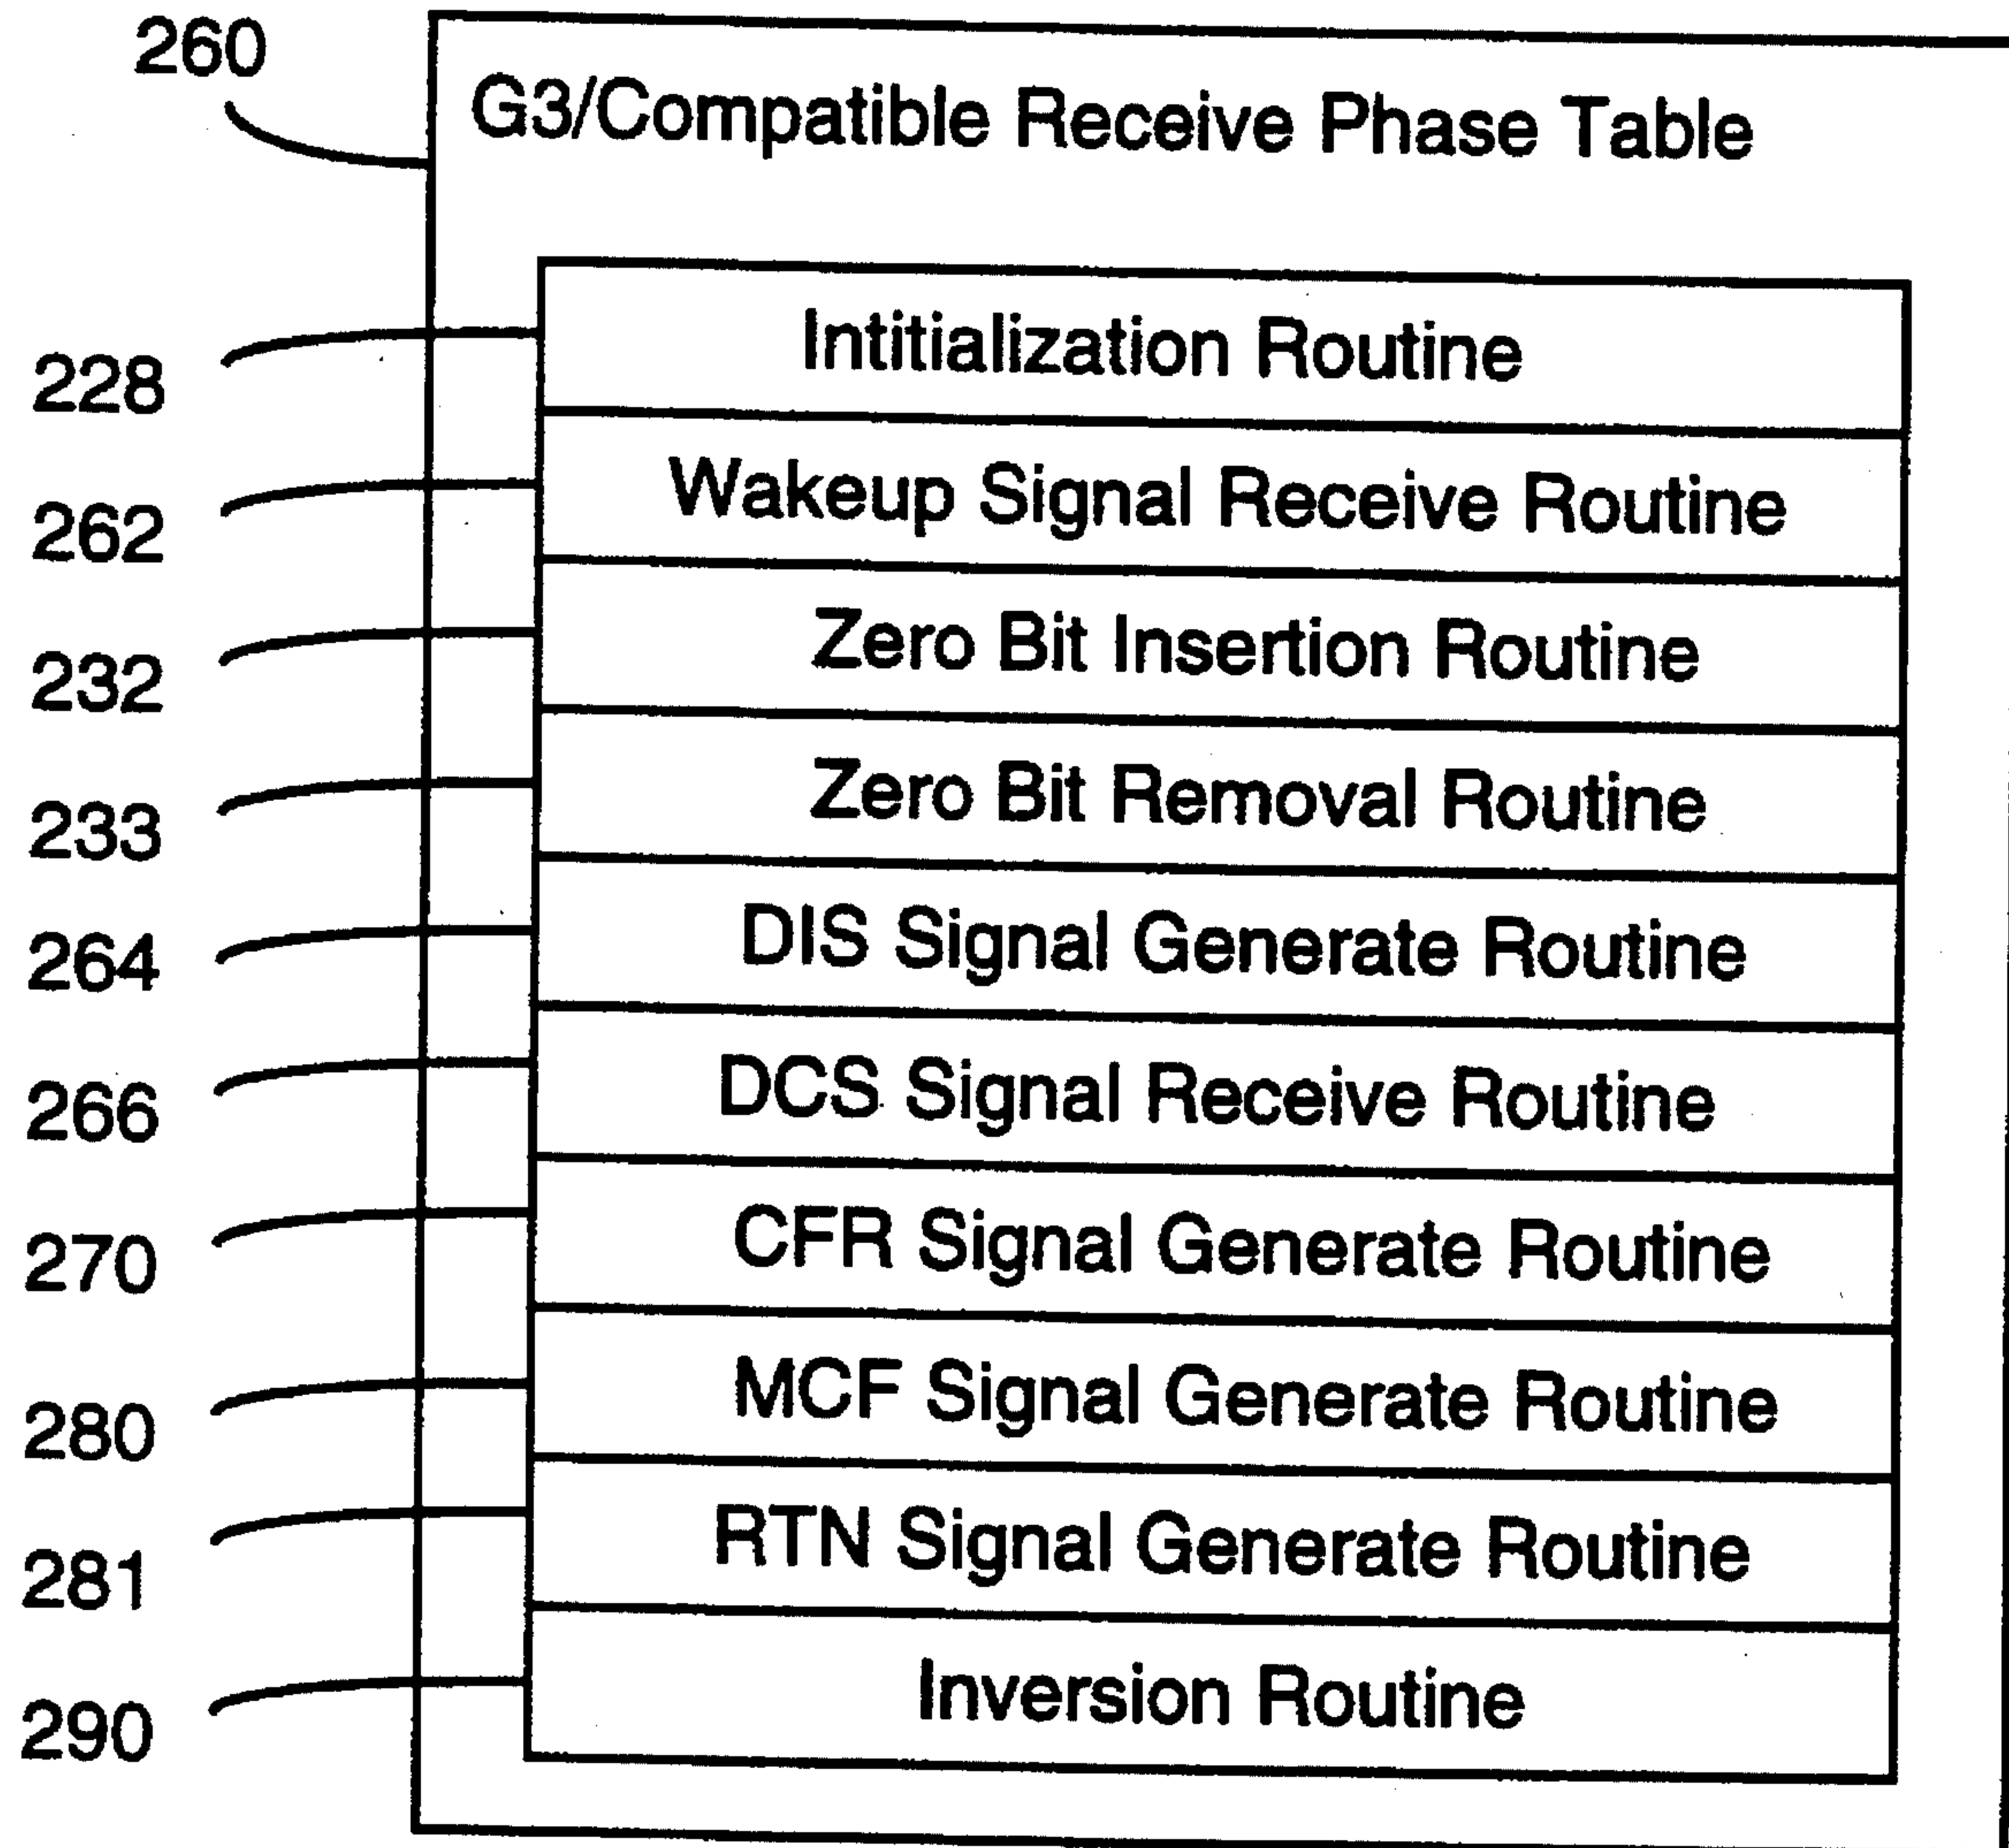 260
G3/Compatible Receive Phase Table
Intitialization Routine
228
Wakeup Signal Receive Routine
262
Zero Bit Insertion Routine
232
Zero Bit Removal Routine
233
DIS Signal Generate Routine
264
DCS Signal Receive Routine
266
CFR Signal Generate Routine
270
MCF Signal Generate Routine
280
RTN Signal Generate Routine
281
Inversion Routine
290